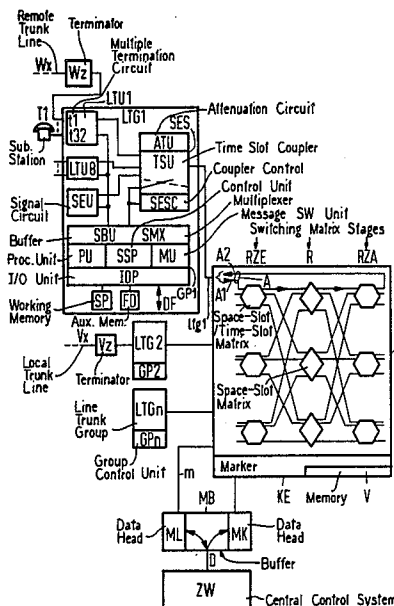 Remote
Trunk
Line
Wx
Terminator
Wz
Multiple
Termination
Circuit
LTU1
LTG1
T1
t1
t32
Sub.
Station
LTU8
Signal
Circuit
SEU
Attenuation Circuit
SES
ATU
TSU
Time Slot Coupler
SESC
Coupler Control
Control Unit
Multiplexer
Message SW Unit
Switching Matrix Stages
Buffer
SBU
SMX
Proc. Unit
PU
SSP
MU
I/O Unit
IOP
GP1
SP
FD
DF
Working
Memory
Aux. Mem.
Ltg1
A2
A1
A
RZE
R
RZA
Space-Slot
/Time-Slot
Matrix
Space-Slot
Matrix
Vx
Vz
Local
Trunk
Line
Terminator
LTG2
GP2
Line
Trunk
Group
LTGn
GPn
Group
Control Unit
Marker
KE
Memory
V
m
MB
Data
Head
ML
MK
Data
Head
D
Buffer
ZW
Central Control System